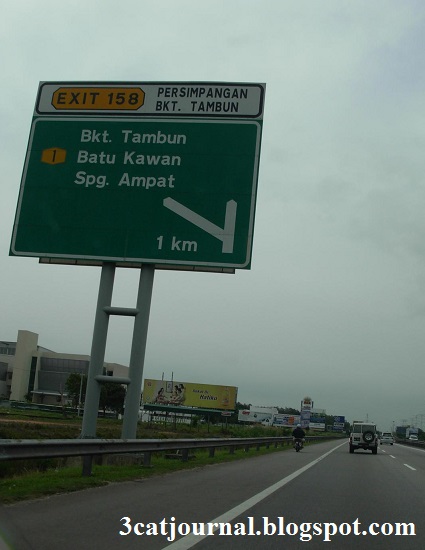 EXIT 158
PERSIMPANGAN
BKT. TAMBUN
Bkt. Tambun
1
Batu Kawan
Spg. Ampat
1 km
3catjournal.blogspot.com